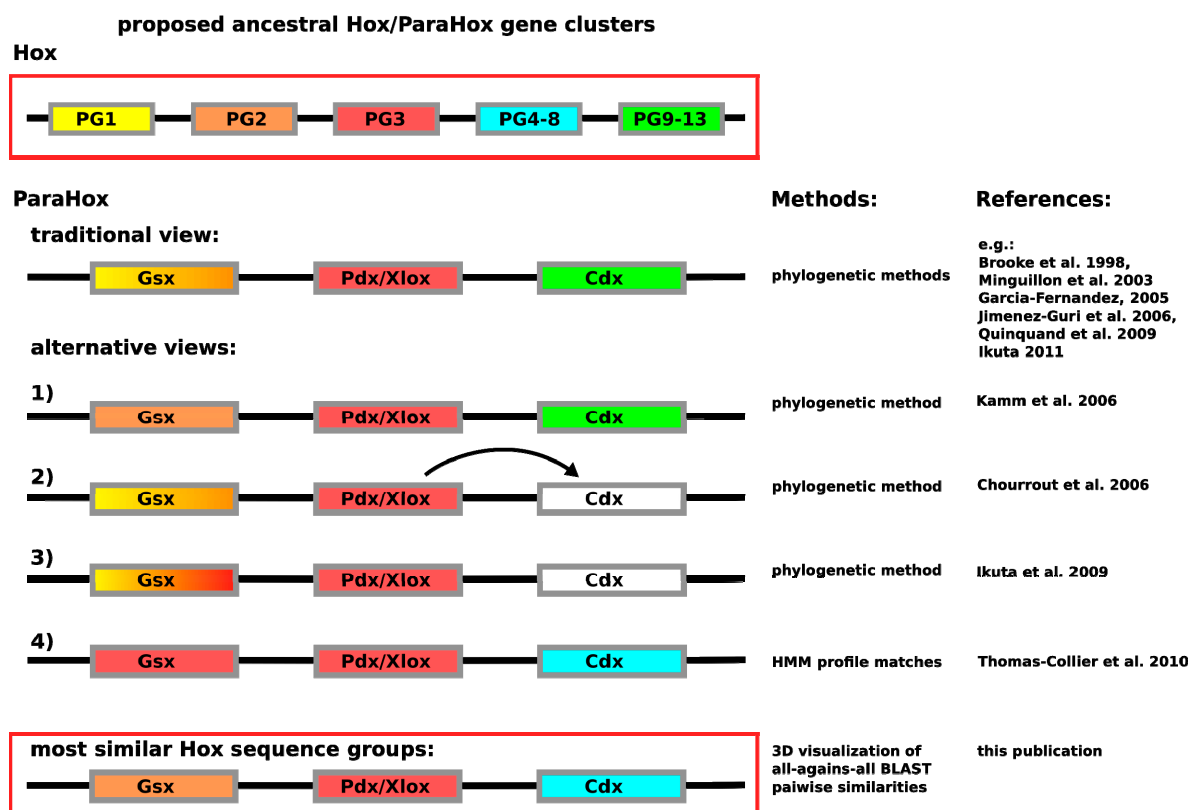 proposed ancestral Hox/ParaHox gene clusters
Hox
PG1 PG2 PG3 PG4-8 PG9-13
ParaHox Methods: References:
traditional view:
Gsx Pdx/Xlox Cdx
phylogenetic methods
e.g.:
Brooke et al. 1998,
Minguillon et al. 2003
Garcia-Fernandez, 2005
Jimenez-Guri et al. 2006,
Quinquand et al. 2009
Ikuta 2011
alternative views:
1)
Gsx Pdx/Xlox Cdx phylogenetic method Kamm et al. 2006
2)
Gsx Pdx/Xlox Cdx phylogenetic method Chourrout et al. 2006
3)
Gsx Pdx/Xlox Cdx phylogenetic method Ikuta et al. 2009
4)
Gsx Pdx/Xlox Cdx HMM profile matches Thomas-Collier et al. 2010
most similar Hox sequence groups:
Gsx Pdx/Xlox Cdx
3D visualization of
all-agains-all BLAST
paiwise similarities
this publication